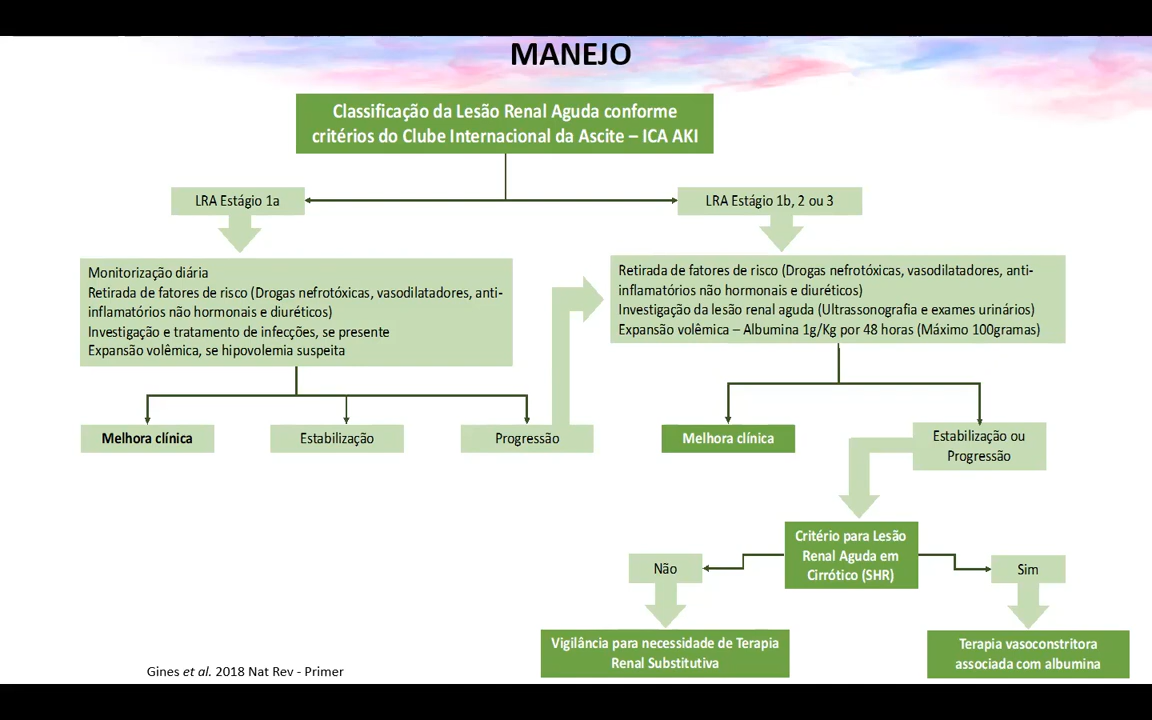 MANEJO
Classificação da Lesão Renal Aguda conforme
critérios do Clube Internacional da Ascite – ICA AKI
LRA Estágio 1a
LRA Estágio 1b, 2 ou 3
Monitorização diária
Retirada de fatores de risco (Drogas nefrotóxicas, vasodilatadores, anti-
inflamatórios não hormonais e diuréticos)
Investigação e tratamento de infecções, se presente
Expansão volêmica, se hipovolemia suspeita
Retirada de fatores de risco (Drogas nefrotóxicas, vasodilatadores, anti-
inflamatórios não hormonais e diuréticos)
Investigação da lesão renal aguda (Ultrassonografia e exames urinários)
Expansão volêmica – Albumina 1g/Kg por 48 horas (Máximo 100gramas)
Melhora clínica
Estabilização
Progressão
Melhora clínica
Estabilização ou
Progressão
Critério para Lesão
Renal Aguda em
Cirrótico (SHR)
Não
Sim
Vigilância para necessidade de Terapia
Renal Substitutiva
Terapia vasoconstritora
associada com albumina
Gines et al. 2018 Nat Rev - Primer